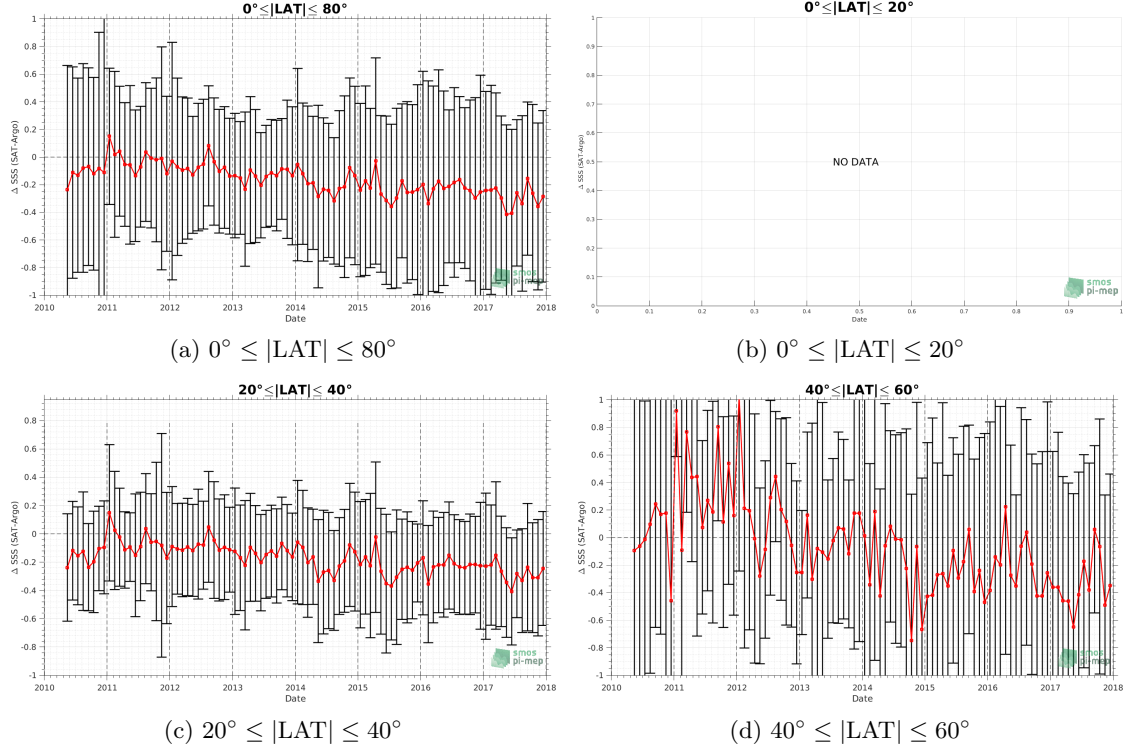 0°≤|LAT|≤ 80°
1
0.8
0.6
0.4
0.2
0
-0.2
-0.4
-0.6
-0.8
-1
Δ SSS (SAT-Argo)
2010 2011 2012 2013 2014 2015 2016 2017 2018
Date
smos
pi-mep
(a) 0° ≤ |LAT| ≤ 80°
0°≤|LAT|≤ 20°
1
0.9
0.8
0.7
0.6
0.5
0.4
0.3
0.2
0.1
0
Δ SSS (SAT-Argo)
NO DATA
0 0.1 0.2 0.3 0.4 0.5 0.6 0.7 0.8 0.9 1
Date
smos
pi-mep
(b) 0° ≤ |LAT| ≤ 20°
20°≤|LAT|≤ 40°
0.8
0.6
0.4
0.2
0
-0.2
-0.4
-0.6
-0.8
-1
Δ SSS (SAT-Argo)
2010 2011 2012 2013 2014 2015 2016 2017 2018
Date
smos
pi-mep
(c) 20° ≤ |LAT| ≤ 40°
40°≤|LAT|≤ 60°
1
0.8
0.6
0.4
0.2
0
-0.2
-0.4
-0.6
-0.8
-1
Δ SSS (SAT-Argo)
2010 2011 2012 2013 2014 2015 2016 2017 2018
Date
smos
pi-mep
(d) 40° ≤ |LAT| ≤ 60°